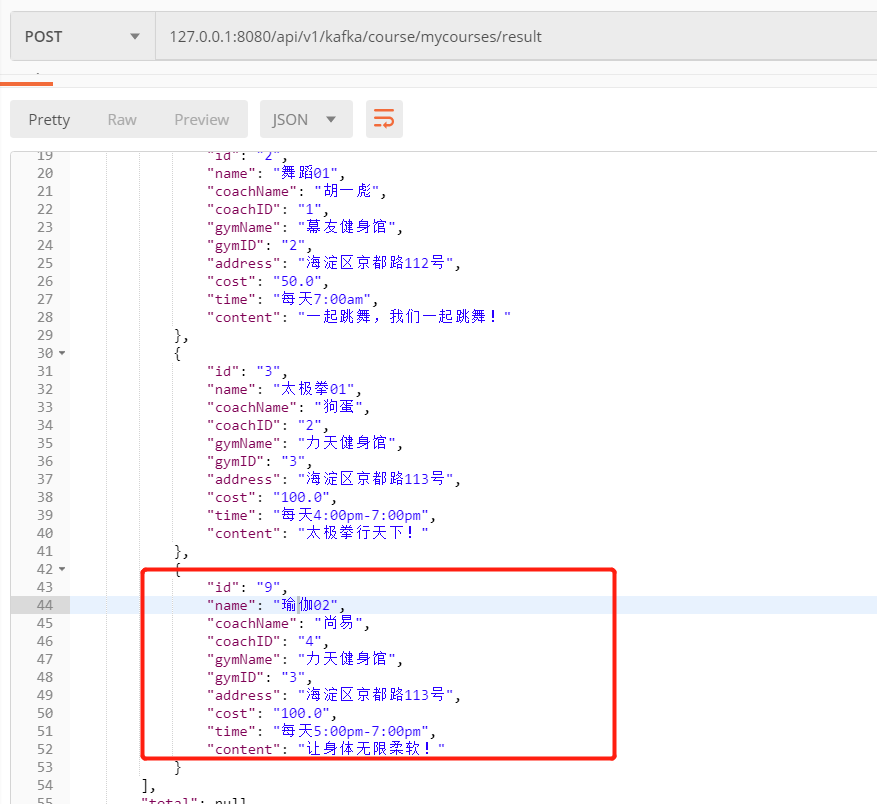 POST 127.0.0.1:8080/api/v1/kafka/course/mycourses/result
Pretty Raw Preview JSON
19 "id": "2",
20 "name": "舞蹈01",
21 "coachName": "胡一彪",
22 "coachID": "1",
23 "gymName": "幕友健身馆",
24 "gymID": "2",
25 "address": "海淀区京都路112号",
26 "cost": "50.0",
27 "time": "每天7:00am",
28 "content": "一起跳舞，我们一起跳舞！"
29 },
30 {
31 "id": "3",
32 "name": "太极拳01",
33 "coachName": "狗蛋",
34 "coachID": "2",
35 "gymName": "力天健身馆",
36 "gymID": "3",
37 "address": "海淀区京都路113号",
38 "cost": "100.0",
39 "time": "每天4:00pm-7:00pm",
40 "content": "太极拳行天下！"
41 },
42 {
43 "id": "9",
44 "name": "瑜伽02",
45 "coachName": "尚易",
46 "coachID": "4",
47 "gymName": "力天健身馆",
48 "gymID": "3",
49 "address": "海淀区京都路113号",
50 "cost": "100.0",
51 "time": "每天5:00pm-7:00pm",
52 "content": "让身体无限柔软！"
53 }
54 ],
55 "total": null